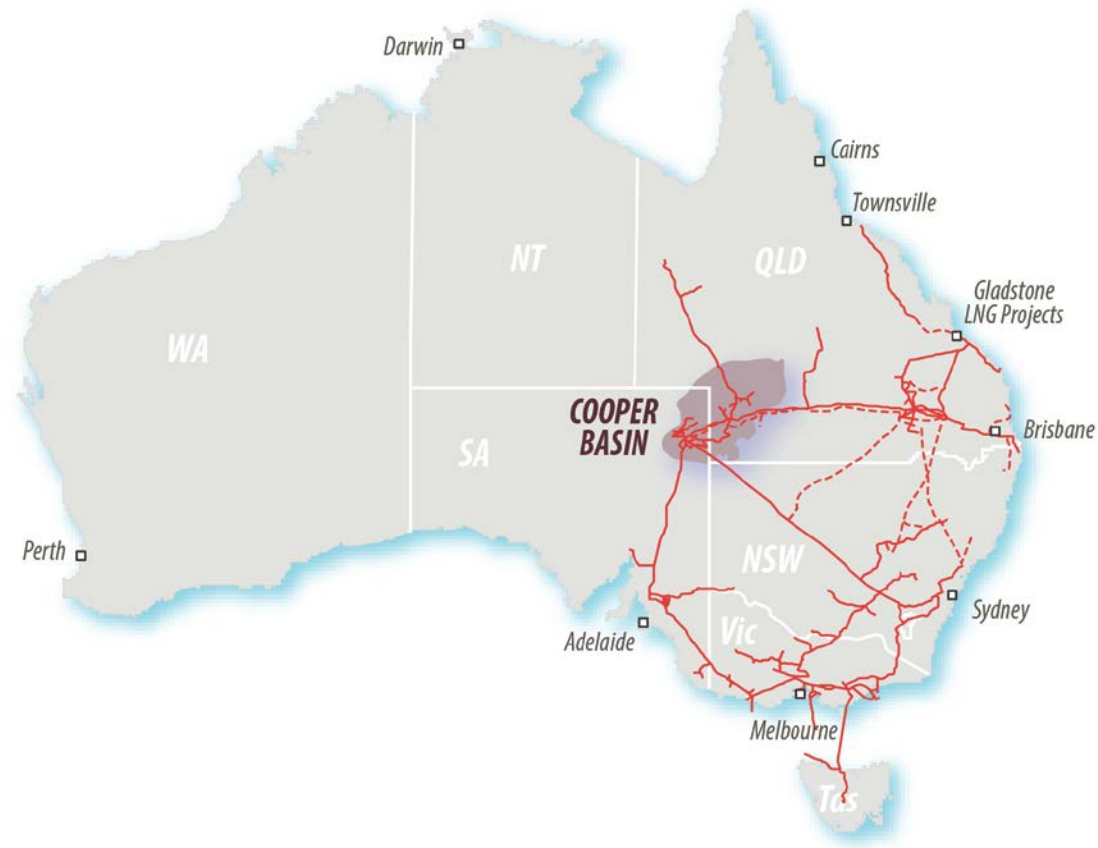 Darwin
Cairns
Townsville
NT
QLD
Gladstone
LNG Projects
WA
COOPER
BASIN
SA
Brisbane
Perth
NSW
Sydney
Adelaide
Vic
Melbourne
Tas